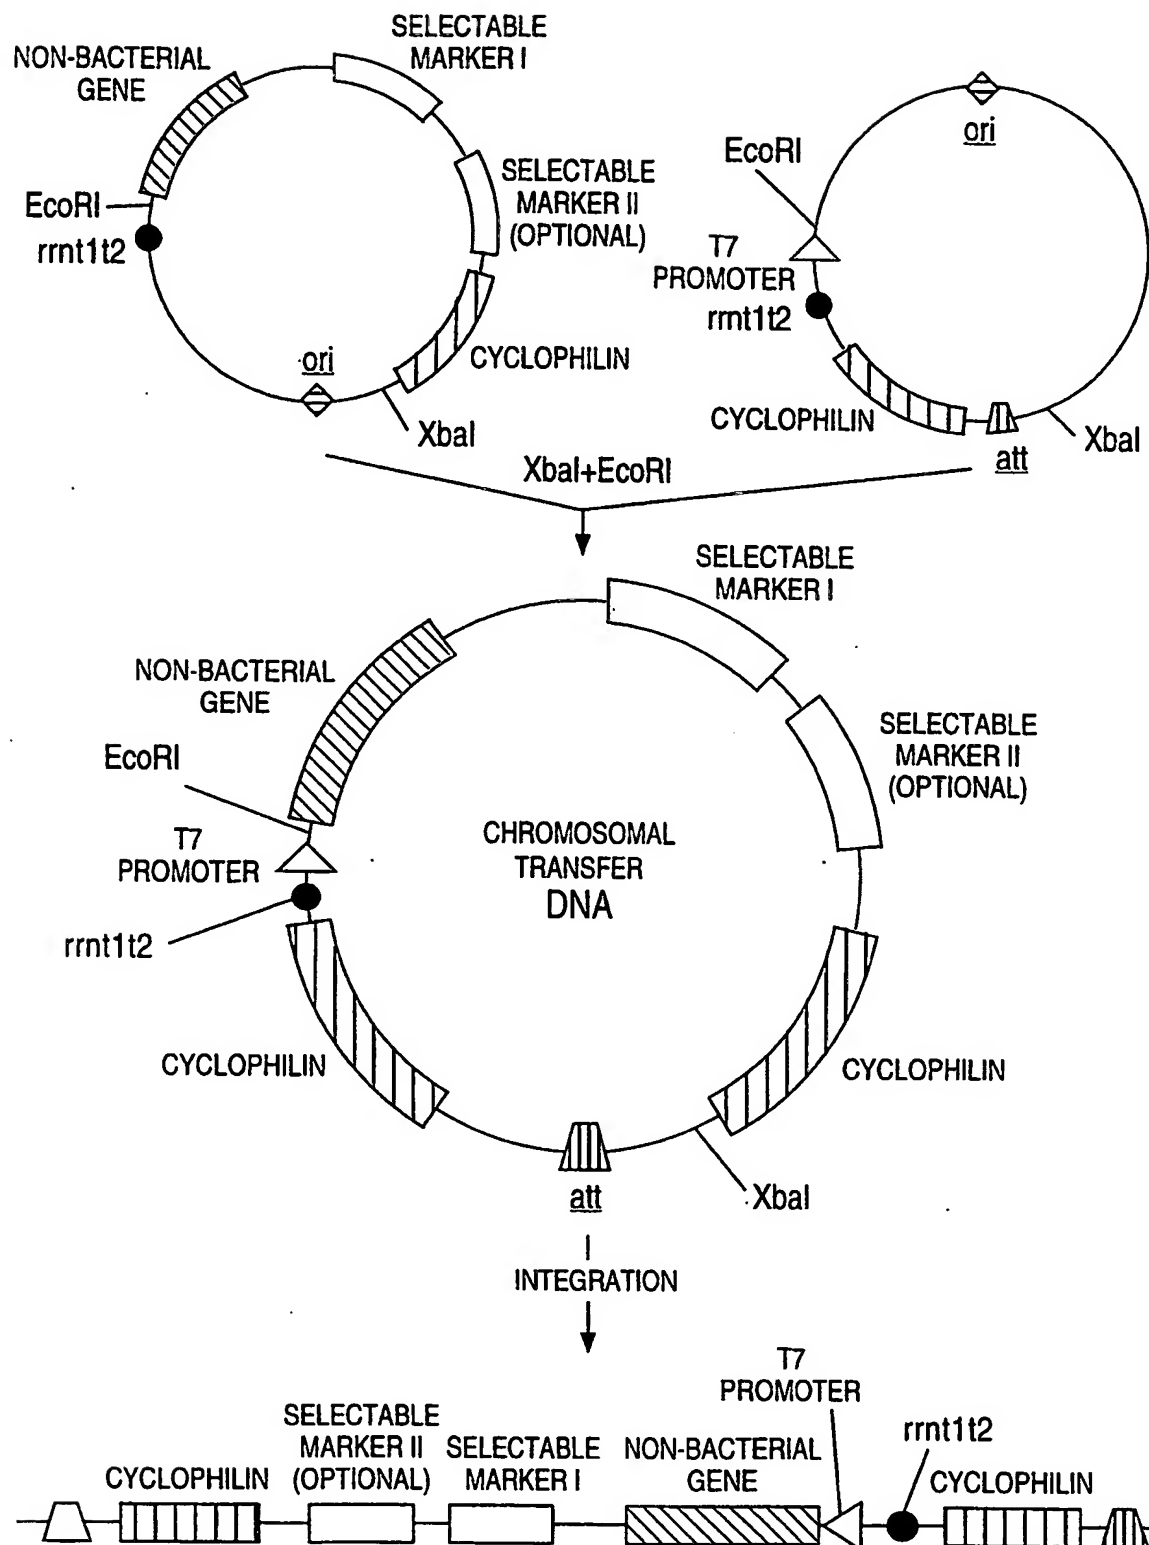 NON-BACTERIAL
GENE
SELECTABLE
MARKER I
EcoRI
rrnt1t2
SELECTABLE
MARKER II
(OPTIONAL)
CYCLOPHILIN
ori
XbaI
ori
EcoRI
T7
PROMOTER
rrnt1t2
CYCLOPHILIN
att
XbaI
XbaI+EcoRI
SELECTABLE
MARKER I
NON-BACTERIAL
GENE
SELECTABLE
MARKER II
(OPTIONAL)
EcoRI
T7
PROMOTER
rrnt1t2
CHROMOSOMAL
TRANSFER
DNA
CYCLOPHILIN
CYCLOPHILIN
att
XbaI
INTEGRATION
T7
PROMOTER
rrnt1t2
CYCLOPHILIN
SELECTABLE
MARKER II
(OPTIONAL)
SELECTABLE
MARKER I
NON-BACTERIAL
GENE
CYCLOPHILIN